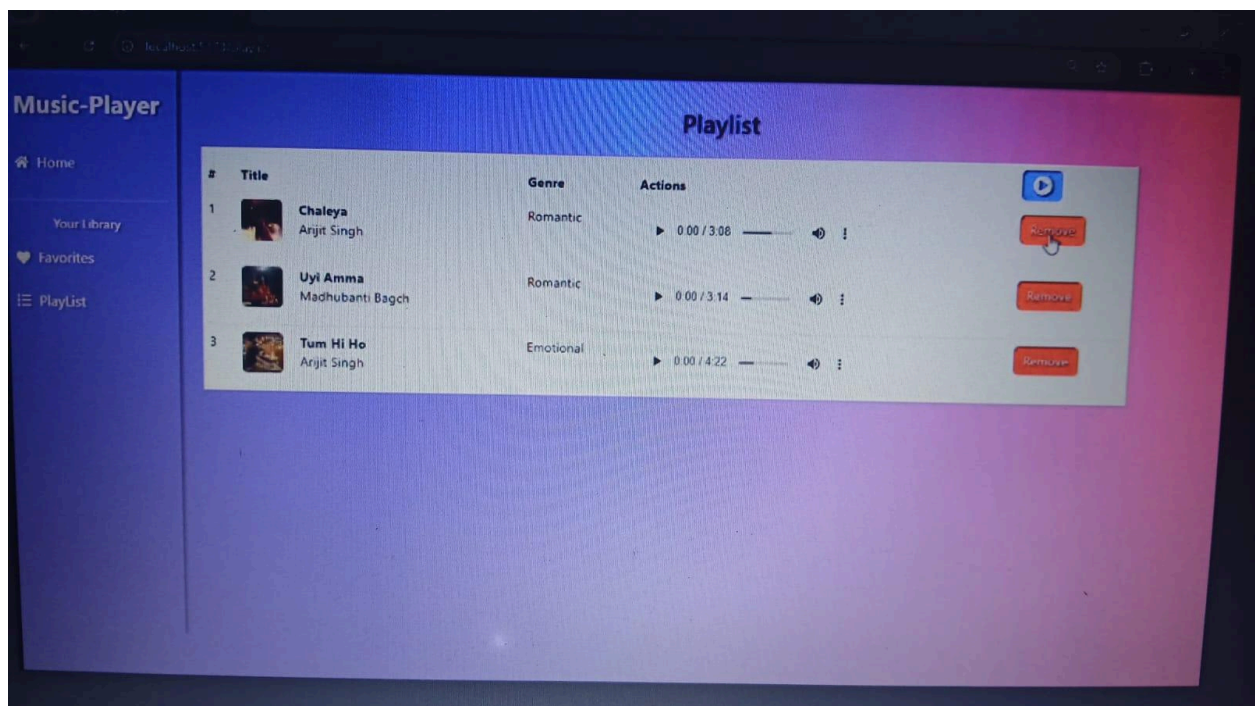 Music-Player
Home
Your Library
Favorites
PlayList
Playlist
# Title Genre Actions
1 Chaleya Romantic 0:00 / 3:08 Remove
Arijit Singh
2 Uyi Amma Romantic 0:00 / 3:14 Remove
Madhubanti Bagch
3 Tum Hi Ho Emotional 0:00 / 4:22 Remove
Arijit Singh